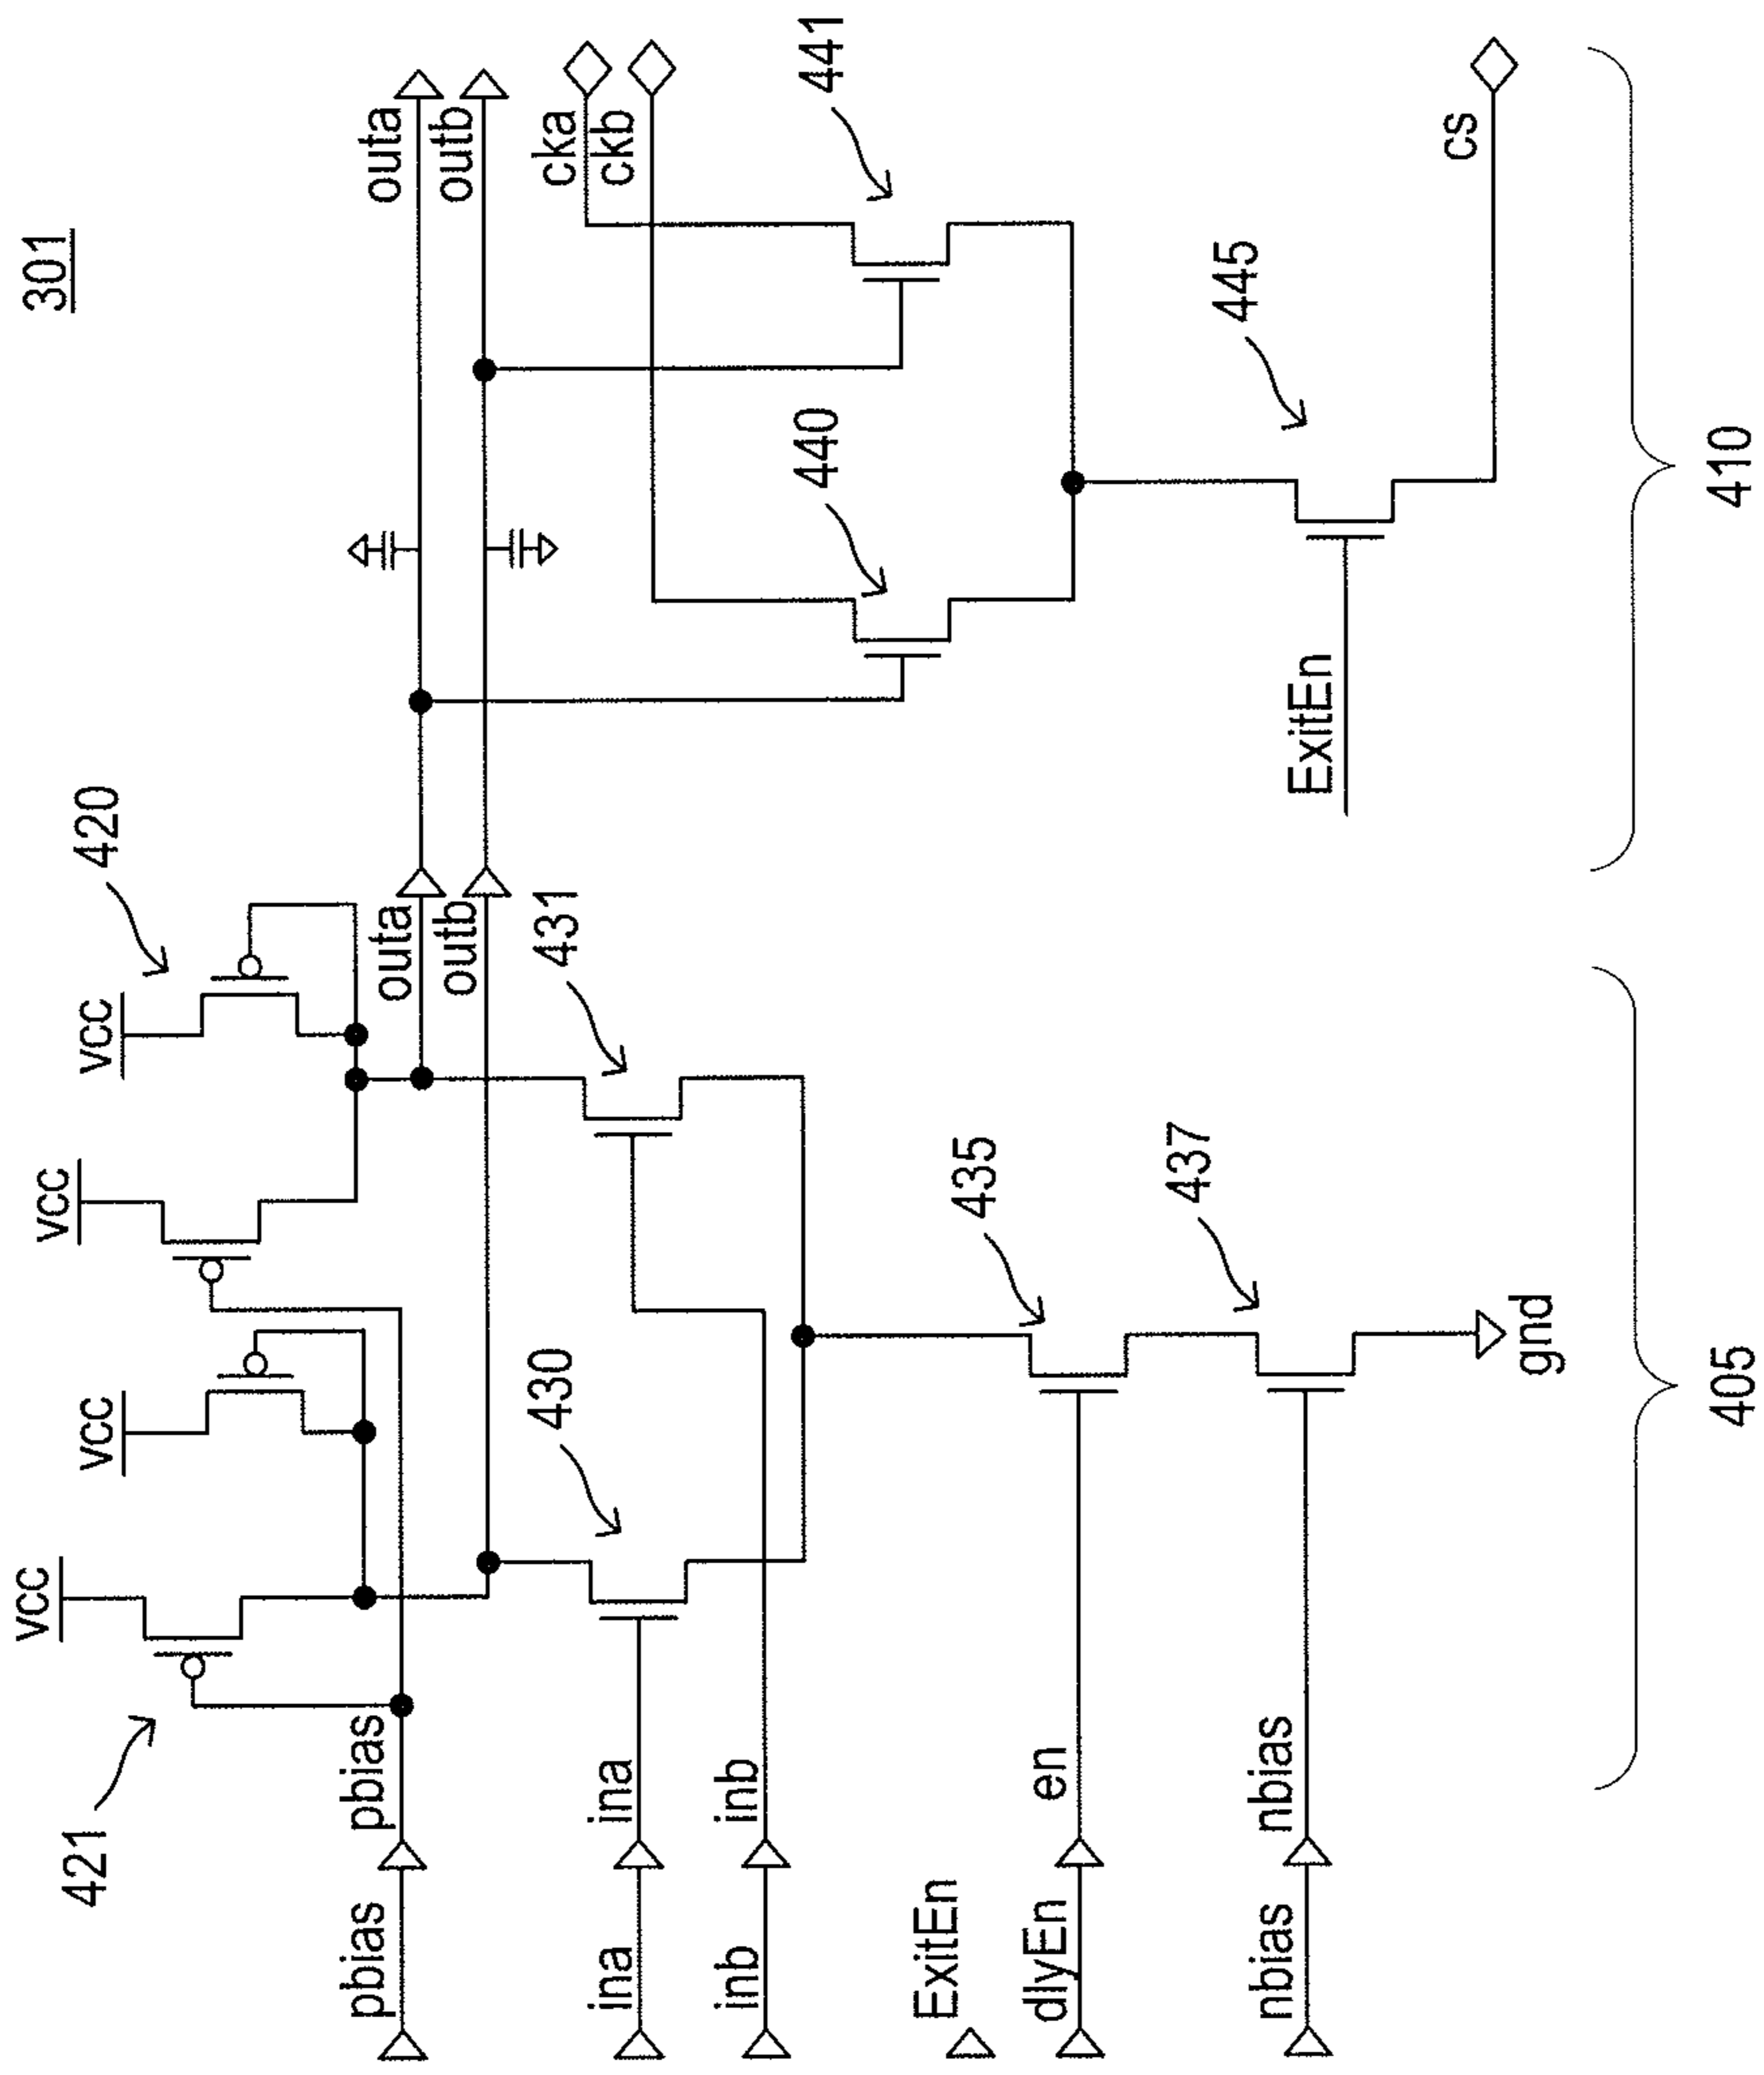 301
vcc
vcc
vcc
vcc
420
421
pbias
pbias
outa
outb
outa
outb
cka
ckb
431
430
440
441
ina
ina
inb
inb
ExitEn
dlyEn
en
435
437
nbias
nbias
gnd
ExitEn
445
cs
405
410